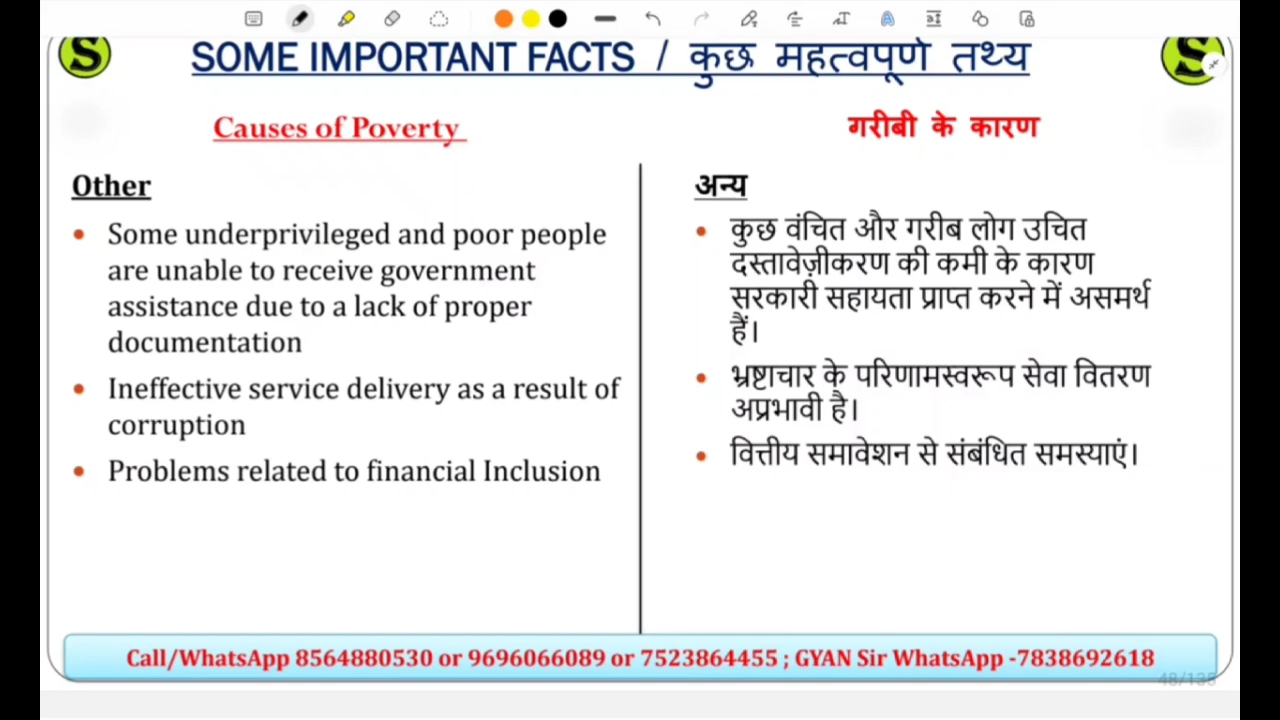 SOME IMPORTANT FACTS / कुछ महत्वपूर्ण तथ्य
Causes of Poverty
Other
• Some underprivileged and poor people
are unable to receive government
assistance due to a lack of proper
documentation
• Ineffective service delivery as a result of
corruption
• Problems related to financial Inclusion
गरीबी के कारण
अन्य
• कुछ वंचित और गरीब लोग उचित
दस्तावेज़ीकरण की कमी के कारण
सरकारी सहायता प्राप्त करने में असमर्थ
हैं।
• भ्रष्टाचार के परिणामस्वरूप सेवा वितरण
अप्रभावी है।
• वित्तीय समावेशन से संबंधित समस्याएं।
Call/WhatsApp 8564880530 or 9696066089 or 7523864455 ; GYAN Sir WhatsApp -7838692618
48/135